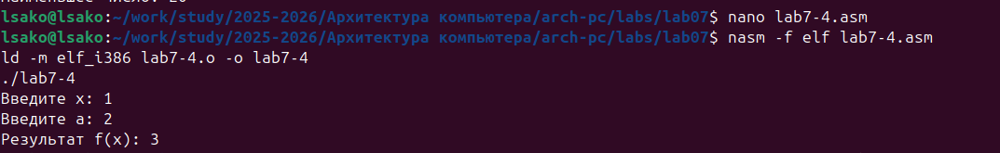 lsako@lsako:~/work/study/2025-2026/Архитектура компьютера/arch-pc/labs/lab07$ nano lab7-4.asm
lsako@lsako:~/work/study/2025-2026/Архитектура компьютера/arch-pc/labs/lab07$ nasm -f elf lab7-4.asm
ld -m elf_i386 lab7-4.o -o lab7-4
./lab7-4
Введите x: 1
Введите a: 2
Результат f(x): 3